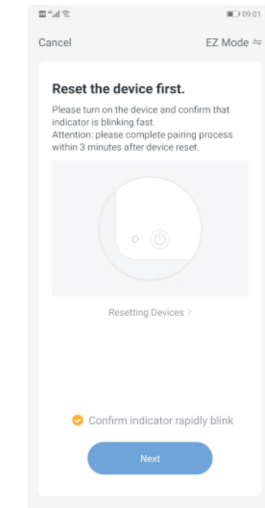 09:01
Cancel EZ Mode
Reset the device first.
Please turn on the device and confirm that
indicator is blinking fast.
Attention: please complete pairing process
within 3 minutes after device reset.
Resetting Devices >
Confirm indicator rapidly blink
Next